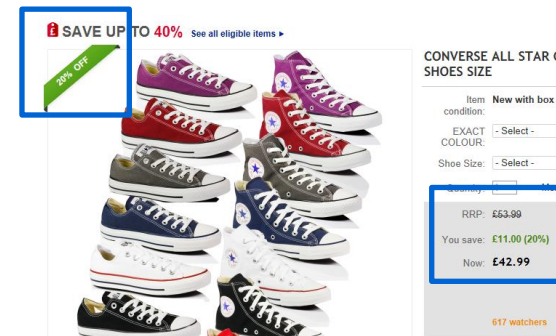 SAVE UP TO 40% See all eligible items
20% OFF
CONVERSE ALL STAR
SHOES SIZE
Item condition: New with box
EXACT COLOUR: - Select -
Shoe Size: - Select -
RRP: £53.99
You save: £11.00 (20%)
Now: £42.99
617 watchers